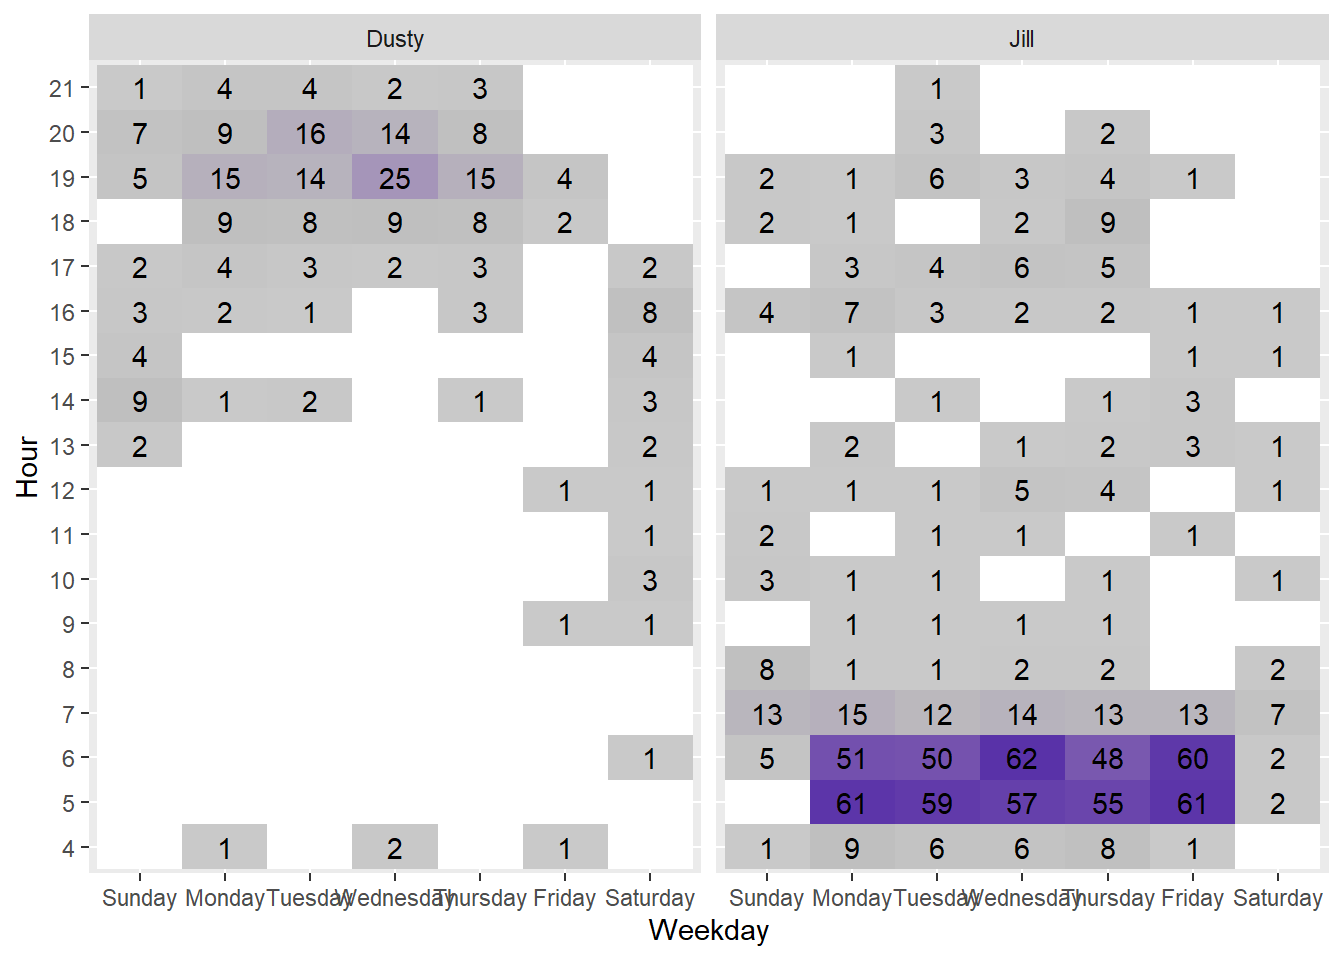 Dusty Jill
21 1 4 4 2 3 1
20 7 9 16 14 8 3 2
19 5 15 14 25 15 4 2 1 6 3 4 1
18 9 8 9 8 2 2 1 2 9
17 2 4 3 2 3 2 3 4 6 5
16 3 2 1 3 8 4 7 3 2 2 1 1
15 4 4 1 1 1
14 9 1 2 1 3 1 1 3
13 2 2 2 1 2 3 1
12 1 1 1 1 1 5 4 1
11 1 2 1 1 1
10 3 3 1 1 1 1
9 1 1 1 1 1 1
8 8 1 1 2 2 2
7 13 15 12 14 13 13 7
6 1 5 51 50 62 48 60 2
5 61 59 57 55 61 2
4 1 2 1 1 9 6 6 8 1
Sunday Monday Tuesday Wednesday Thursday Friday Saturday Sunday Monday Tuesday Wednesday Thursday Friday Saturday
Weekday
Hour